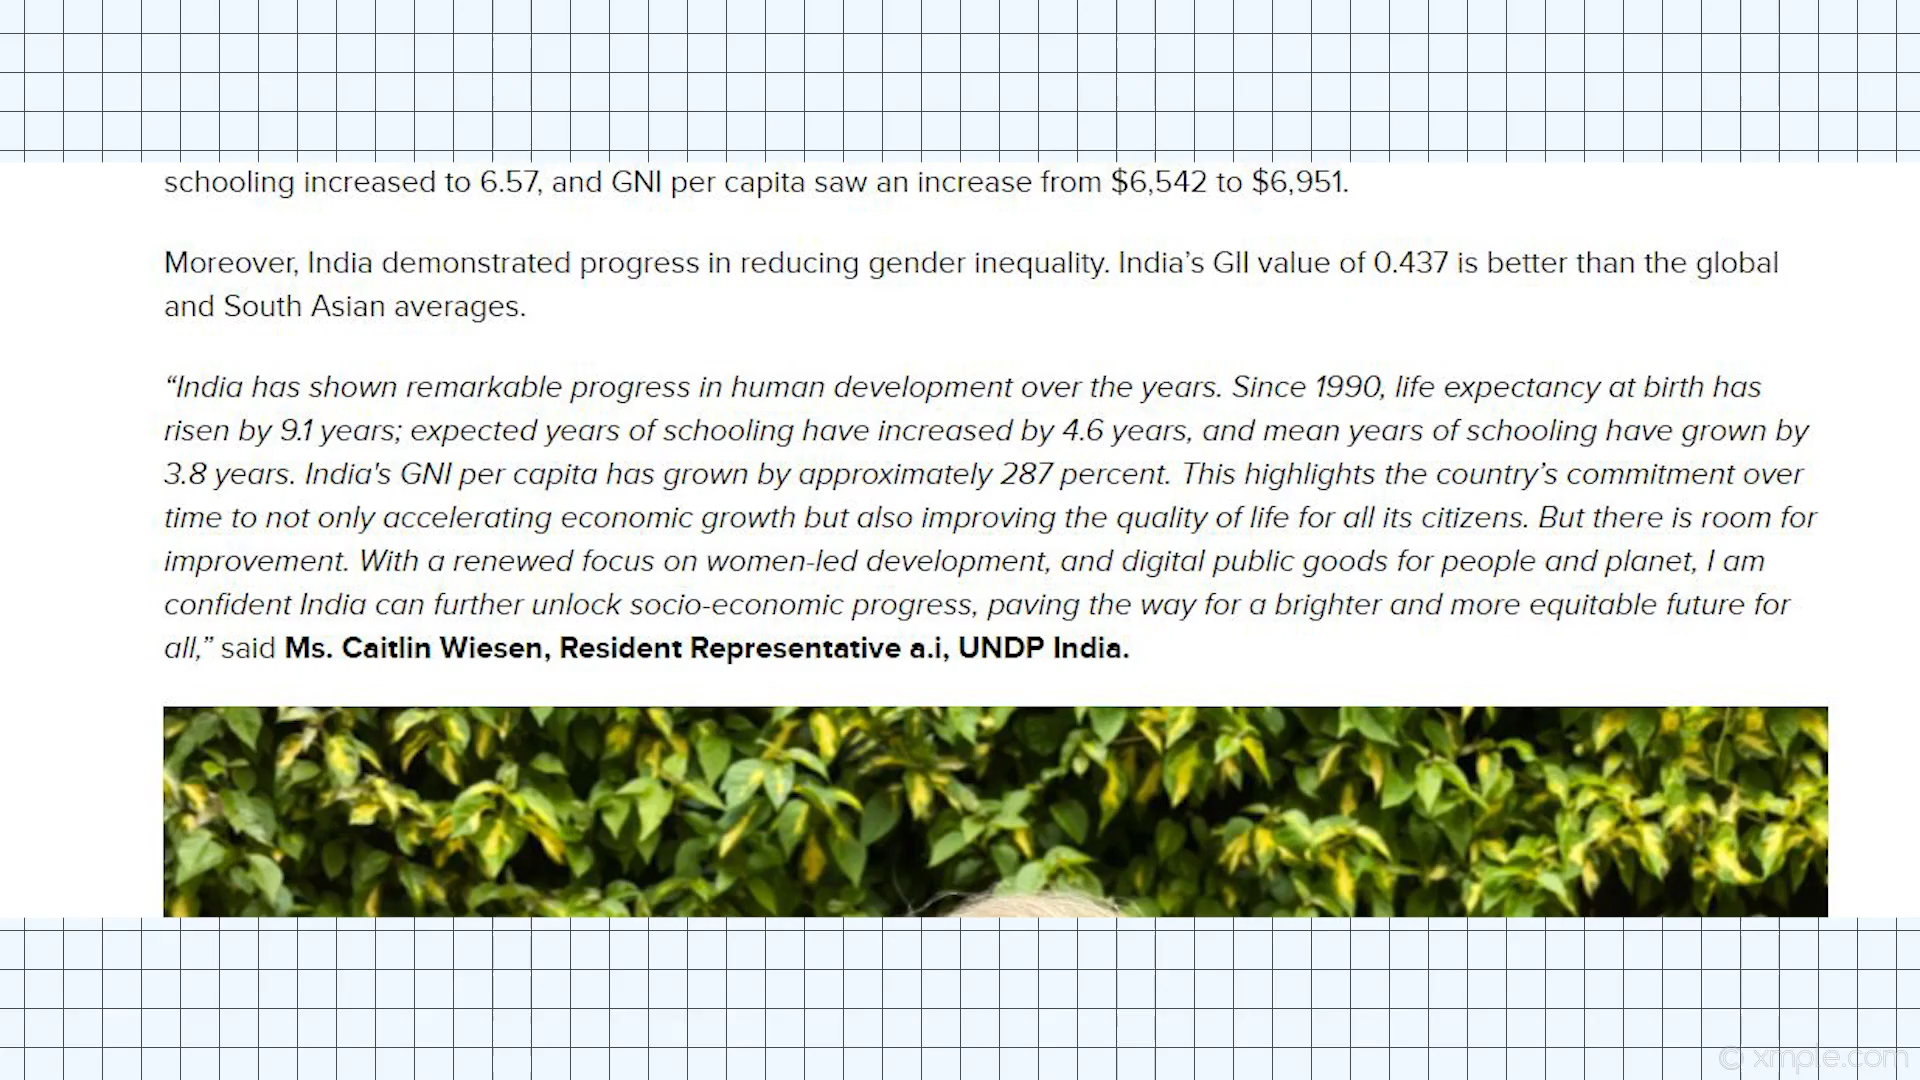 schooling increased to 6.57, and GNI per capita saw an increase from $6,542 to $6,951.
Moreover, India demonstrated progress in reducing gender inequality. India’s GII value of 0.437 is better than the global
and South Asian averages.
“India has shown remarkable progress in human development over the years. Since 1990, life expectancy at birth has
risen by 9.1 years; expected years of schooling have increased by 4.6 years, and mean years of schooling have grown by
3.8 years. India's GNI per capita has grown by approximately 287 percent. This highlights the country’s commitment over
time to not only accelerating economic growth but also improving the quality of life for all its citizens. But there is room for
improvement. With a renewed focus on women-led development, and digital public goods for people and planet, I am
confident India can further unlock socio-economic progress, paving the way for a brighter and more equitable future for
all,” said Ms. Caitlin Wiesen, Resident Representative a.i, UNDP India.
© xmple.com